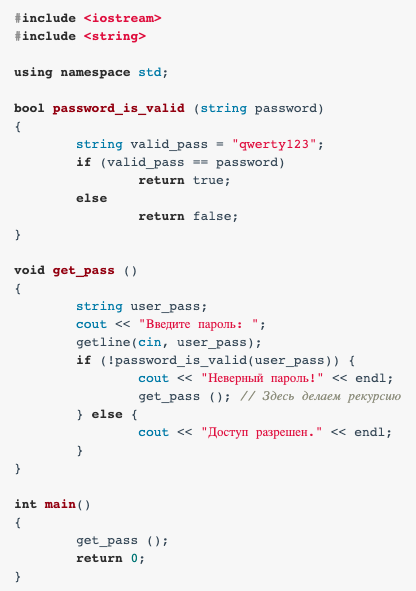 #include <iostream>
#include <string>

using namespace std;

bool password_is_valid (string password)
{
        string valid_pass = "qwerty123";
        if (valid_pass == password)
                return true;
        else
                return false;
}

void get_pass ()
{
        string user_pass;
        cout << "Введите пароль: ";
        getline(cin, user_pass);
        if (!password_is_valid(user_pass)) {
                cout << "Неверный пароль!" << endl;
                get_pass (); // Здесь делаем рекурсию
        } else {
                cout << "Доступ разрешен." << endl;
        }
}

int main()
{
        get_pass ();
        return 0;
}